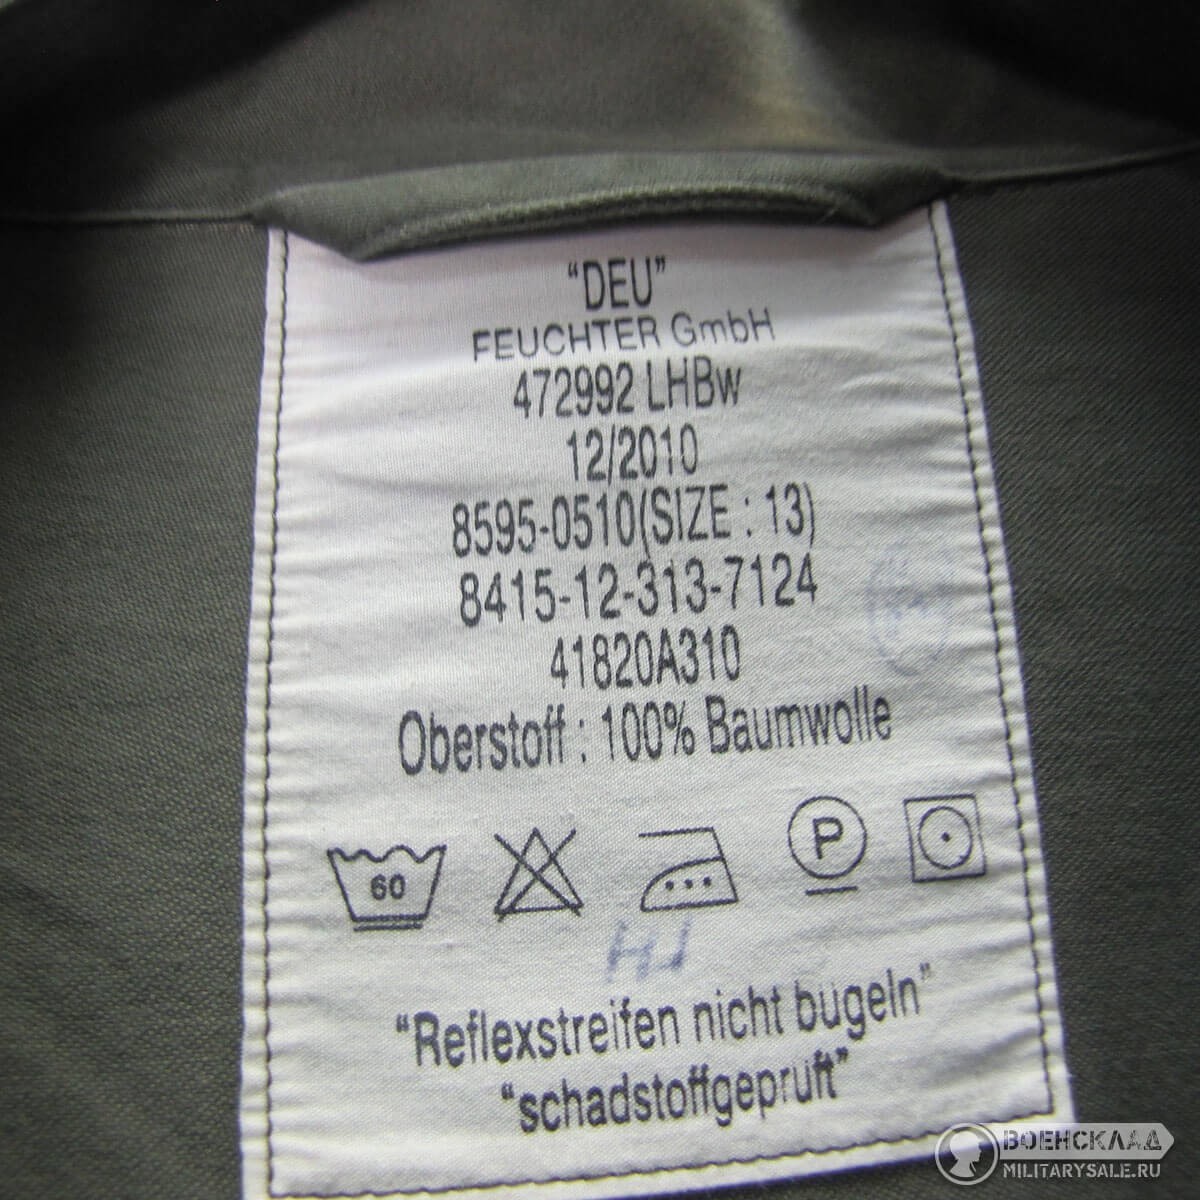 "DEU"
FEUCHTER GmbH
472992 LHBw
12/2010
8595-0510(SIZE : 13)
8415-12-313-7124
41820A310
Oberstoff : 100% Baumwolle
60 P
"Reflexstreifen nicht bugeln"
"schadstoffgepruft"
ВОЕНСКЛАД
MILITARYSALE.RU